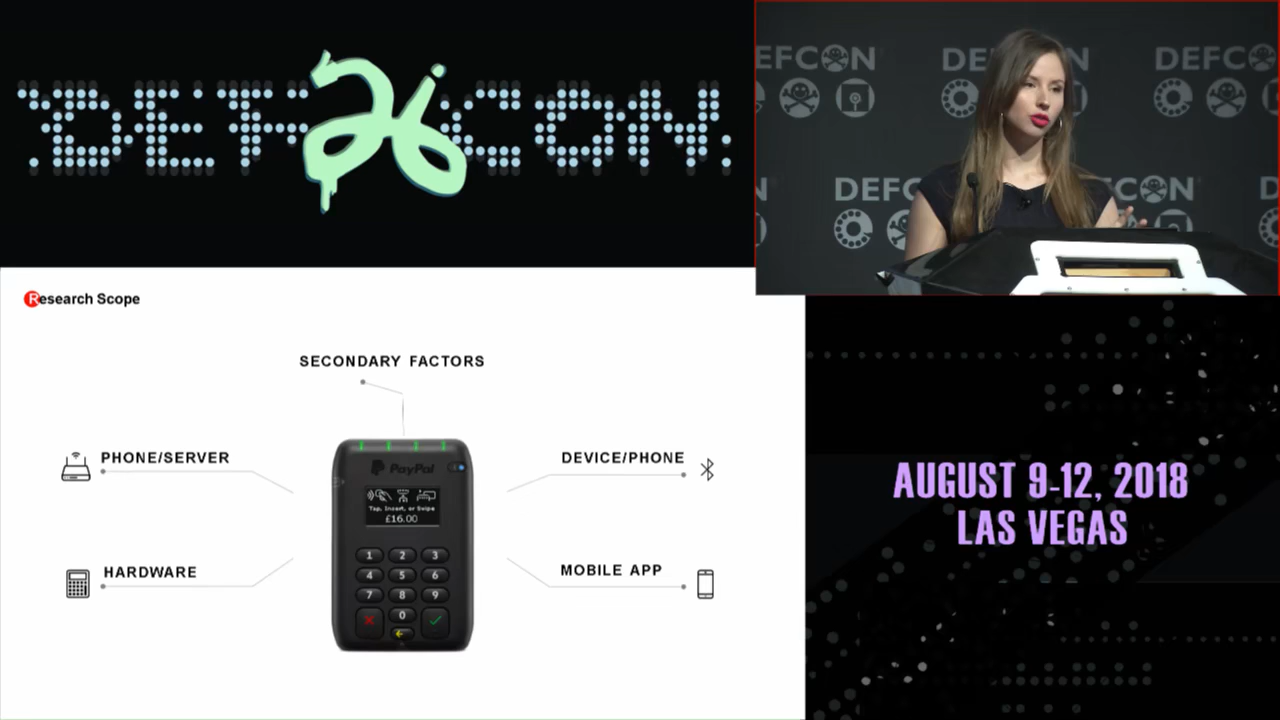 DEF 26 CON
DEFCON
DEFCON
DEFCON
DEFCON
Research Scope
SECONDARY FACTORS
PHONE/SERVER
DEVICE/PHONE
HARDWARE
MOBILE APP
PayPal
Tap, Insert, or Swipe
£16.00
1 2 3
4 5 6
7 8 9
0
AUGUST 9-12, 2018
LAS VEGAS